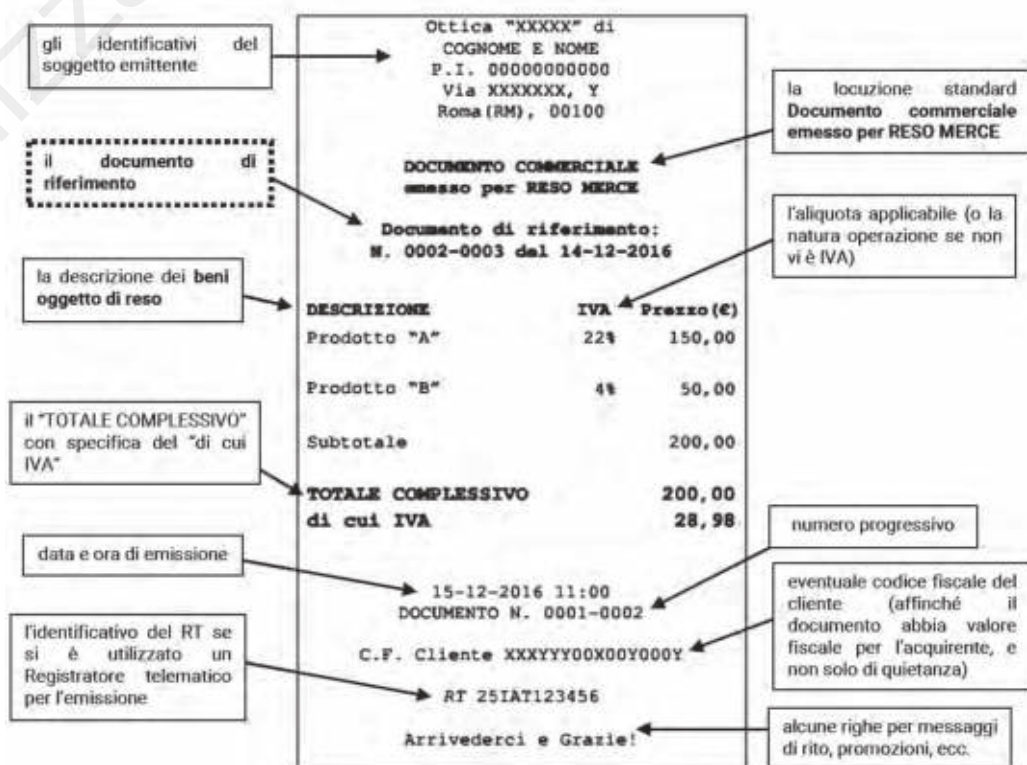 gli identificativi del
soggetto emittente
il documento di
riferimento
la descrizione dei beni
oggetto di reso
il "TOTALE COMPLESSIVO"
con specifica del "di cui
IVA"
data e ora di emissione
l'identificativo del RT se
si è utilizzato un
Registratore telematico
per l'emissione
Ottica "XXXXX" di
COGNOME E NOME
P.I. 00000000000
Via XXXXXXX, Y
Roma(RM), 00100
DOCUMENTO COMMERCIALE
emesso per RESO MERCE
Documento di riferimento:
N. 0002-0003 del 14-12-2016
DESCRIZIONE IVA Prezzo(€)
Prodotto "A" 22% 150,00
Prodotto "B" 4% 50,00
Subtotale 200,00
TOTALE COMPLESSIVO 200,00
di cui IVA 28,98
15-12-2016 11:00
DOCUMENTO N. 0001-0002
C.F. Cliente XXXYYY00X00Y000Y
RT 25IAT123456
Arrivederci e Grazie!
la locuzione standard
Documento commerciale
emesso per RESO MERCE
l'aliquota applicabile (o la
natura operazione se non
vi è IVA)
numero progressivo
eventuale codice fiscale del
cliente (affinché il
documento abbia valore
fiscale per l'acquirente, e
non solo di quietanza)
alcune righe per messaggi
di rito, promozioni, ecc.